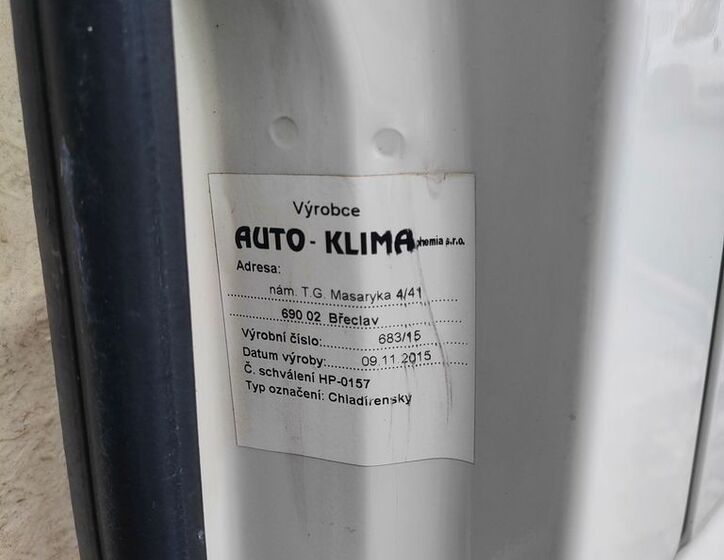 Výrobce
AUTO - KLIMA s.r.o.
Adresa:
nám. T.G. Masaryka 4/41
690 02 Břeclav
Výrobní číslo: 683/15
Datum výroby: 09.11.2015
Č. schválení HP-0157
Typ označení: Chladírenský